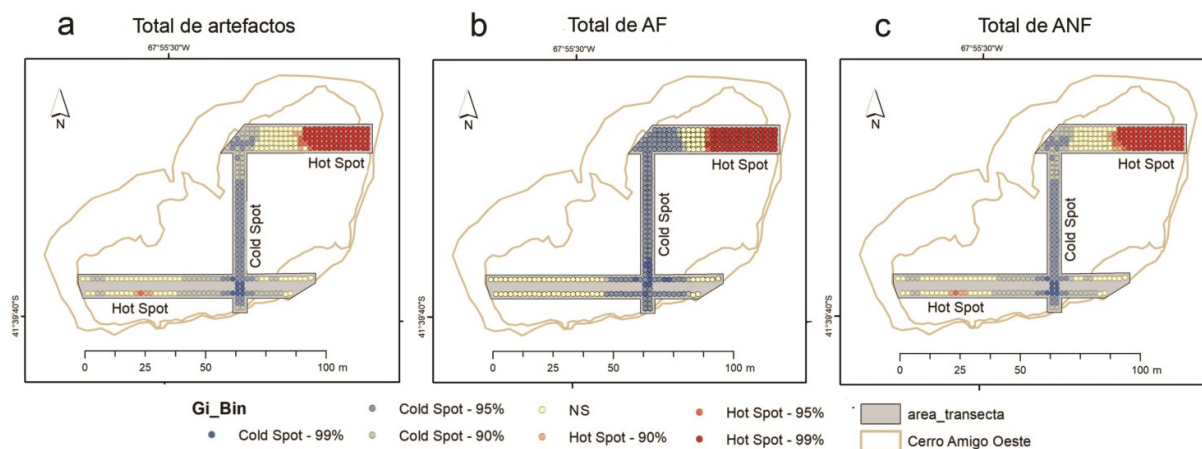 a Total de artefactos
67°55'30"W
N
Hot Spot
Cold Spot
Hot Spot
41°39'40"S
0 25 50 100 m
b Total de AF
67°55'30"W
N
Hot Spot
Cold Spot
41°39'40"S
0 25 50 100 m
c Total de ANF
67°55'30"W
N
Hot Spot
Cold Spot
Hot Spot
41°39'40"S
0 25 50 100 m
Gi_Bin
Cold Spot - 99%
Cold Spot - 95%
Cold Spot - 90%
NS
Hot Spot - 90%
Hot Spot - 95%
Hot Spot - 99%
area_transecta
Cerro Amigo Oeste